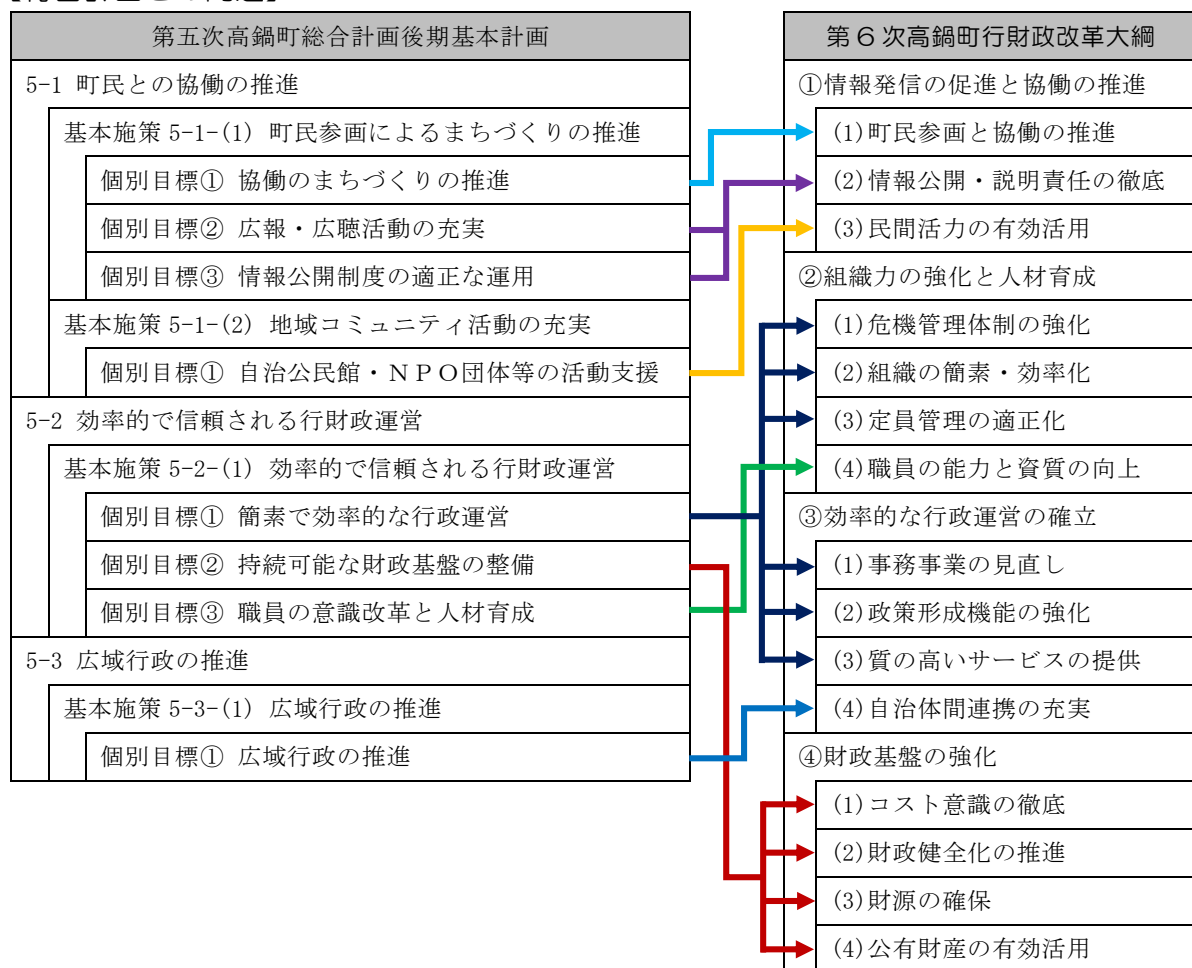 第五次高鍋町総合計画後期基本計画
5-1 町民との協働の推進
基本施策 5-1-(1) 町民参画によるまちづくりの推進
個別目標① 協働のまちづくりの推進
個別目標② 広報・広聴活動の充実
個別目標③ 情報公開制度の適正な運用
基本施策 5-1-(2) 地域コミュニティ活動の充実
個別目標① 自治公民館・ＮＰＯ団体等の活動支援
5-2 効率的で信頼される行財政運営
基本施策 5-2-(1) 効率的で信頼される行財政運営
個別目標① 簡素で効率的な行政運営
個別目標② 持続可能な財政基盤の整備
個別目標③ 職員の意識改革と人材育成
5-3 広域行政の推進
基本施策 5-3-(1) 広域行政の推進
個別目標① 広域行政の推進
第６次高鍋町行財政改革大綱
①情報発信の促進と協働の推進
(1)町民参画と協働の推進
(2)情報公開・説明責任の徹底
(3)民間活力の有効活用
②組織力の強化と人材育成
(1)危機管理体制の強化
(2)組織の簡素・効率化
(3)定員管理の適正化
(4)職員の能力と資質の向上
③効率的な行政運営の確立
(1)事務事業の見直し
(2)政策形成機能の強化
(3)質の高いサービスの提供
(4)自治体間連携の充実
④財政基盤の強化
(1)コスト意識の徹底
(2)財政健全化の推進
(3)財源の確保
(4)公有財産の有効活用